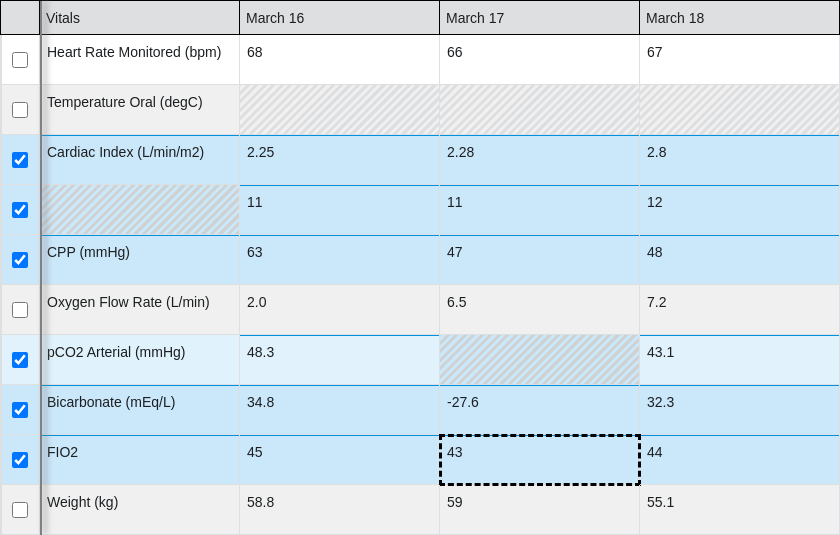 Vitals March 16 March 17 March 18
Heart Rate Monitored (bpm) 68 66 67
Temperature Oral (degC)
Cardiac Index (L/min/m2) 2.25 2.28 2.8
11 11 12
CPP (mmHg) 63 47 48
Oxygen Flow Rate (L/min) 2.0 6.5 7.2
pCO2 Arterial (mmHg) 48.3 43.1
Bicarbonate (mEq/L) 34.8 -27.6 32.3
FIO2 45 43 44
Weight (kg) 58.8 59 55.1